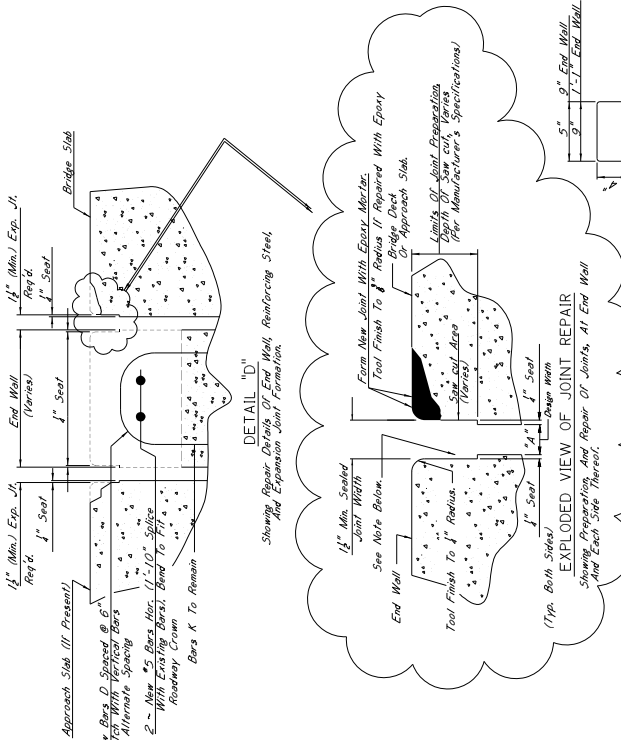 1½" (Min.) Exp. Jt.
Req'd.
¼" Seat
End Wall
(Varies)
¼" Seat
1½" (Min.) Exp. Jt.
Req'd.
¼" Seat
Bridge Slab
Approach Slab (If Present)
Bars D Spaced @ 6"
With Vertical Bars
Alternate Spacing
2 - New #5 Bars Hor. (1'-10" Splice
With Existing Bars), Bend To Fit
Roadway Crown
Bars K To Remain
DETAIL "D"
Showing Repair Details Of End Wall, Reinforcing Steel,
And Expansion Joint Formation.
1½" Min. Sealed
Joint Width
See Note Below.
End Wall
Tool Finish To ¼" Radius.
Form New Joint With Epoxy Mortar.
Tool Finish To Radius If Repaired With Epoxy
Bridge Deck
Or Approach Slab.
Limits Of Joint Preparation.
Depth Of Saw cut, Varies
(Per Manufacturer's Specifications)
Saw cut Area
(Varies)
¼" Seat
"A"
Design Width
¼" Seat
(Typ. Both Sides)
EXPLODED VIEW OF JOINT REPAIR
Showing Preparation, And Repair Of Joints, At End Wall
And Each Side Thereof.
5" 9" End Wall
9" 1'-1" End Wall
4"